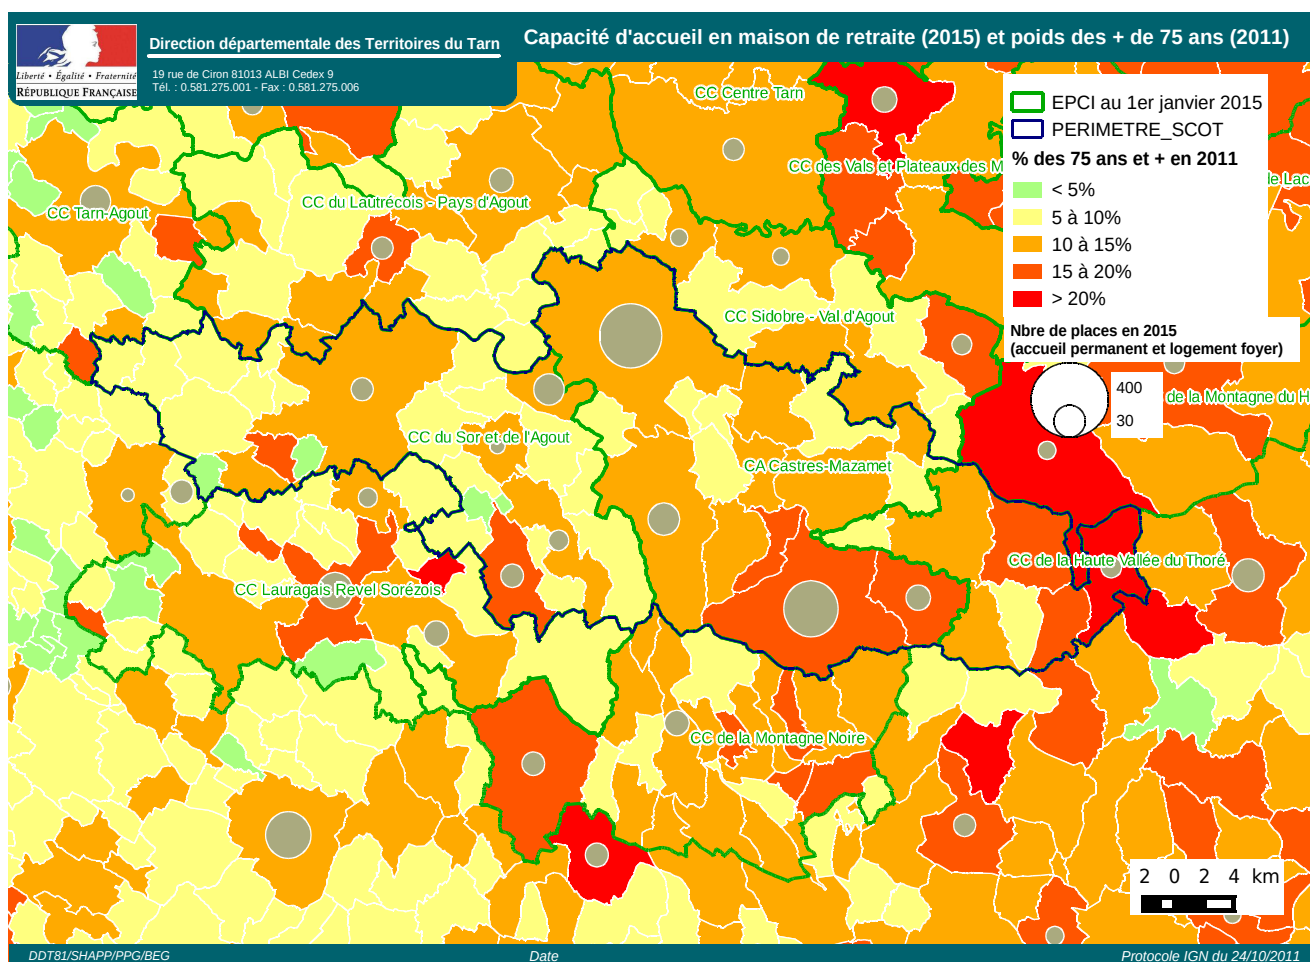 Liberté • Égalité • Fraternité
RÉPUBLIQUE FRANÇAISE
Direction départementale des Territoires du Tarn
19 rue de Ciron 81013 ALBI Cedex 9
Tél. : 0.581.275.001 - Fax : 0.581.275.006
Capacité d'accueil en maison de retraite (2015) et poids des + de 75 ans (2011)
EPCI au 1er janvier 2015
PERIMETRE_SCOT
% des 75 ans et + en 2011
< 5%
5 à 10%
10 à 15%
15 à 20%
> 20%
Nbre de places en 2015
(accueil permanent et logement foyer)
400
30
CC Centre Tarn
CC des Vals et Plateaux des M
de Lac
CC Tarn-Agout
CC du Lautrécois - Pays d'Agout
CC Sidobre - Val d'Agout
de la Montagne du H
CC du Sor et de l'Agout
CA Castres-Mazamet
CC de la Haute Vallée du Thoré
CC Lauragais Revel Sorézois
CC de la Montagne Noire
2 0 2 4 km
DDT81/SHAPP/PPG/BEG
Date
Protocole IGN du 24/10/2011